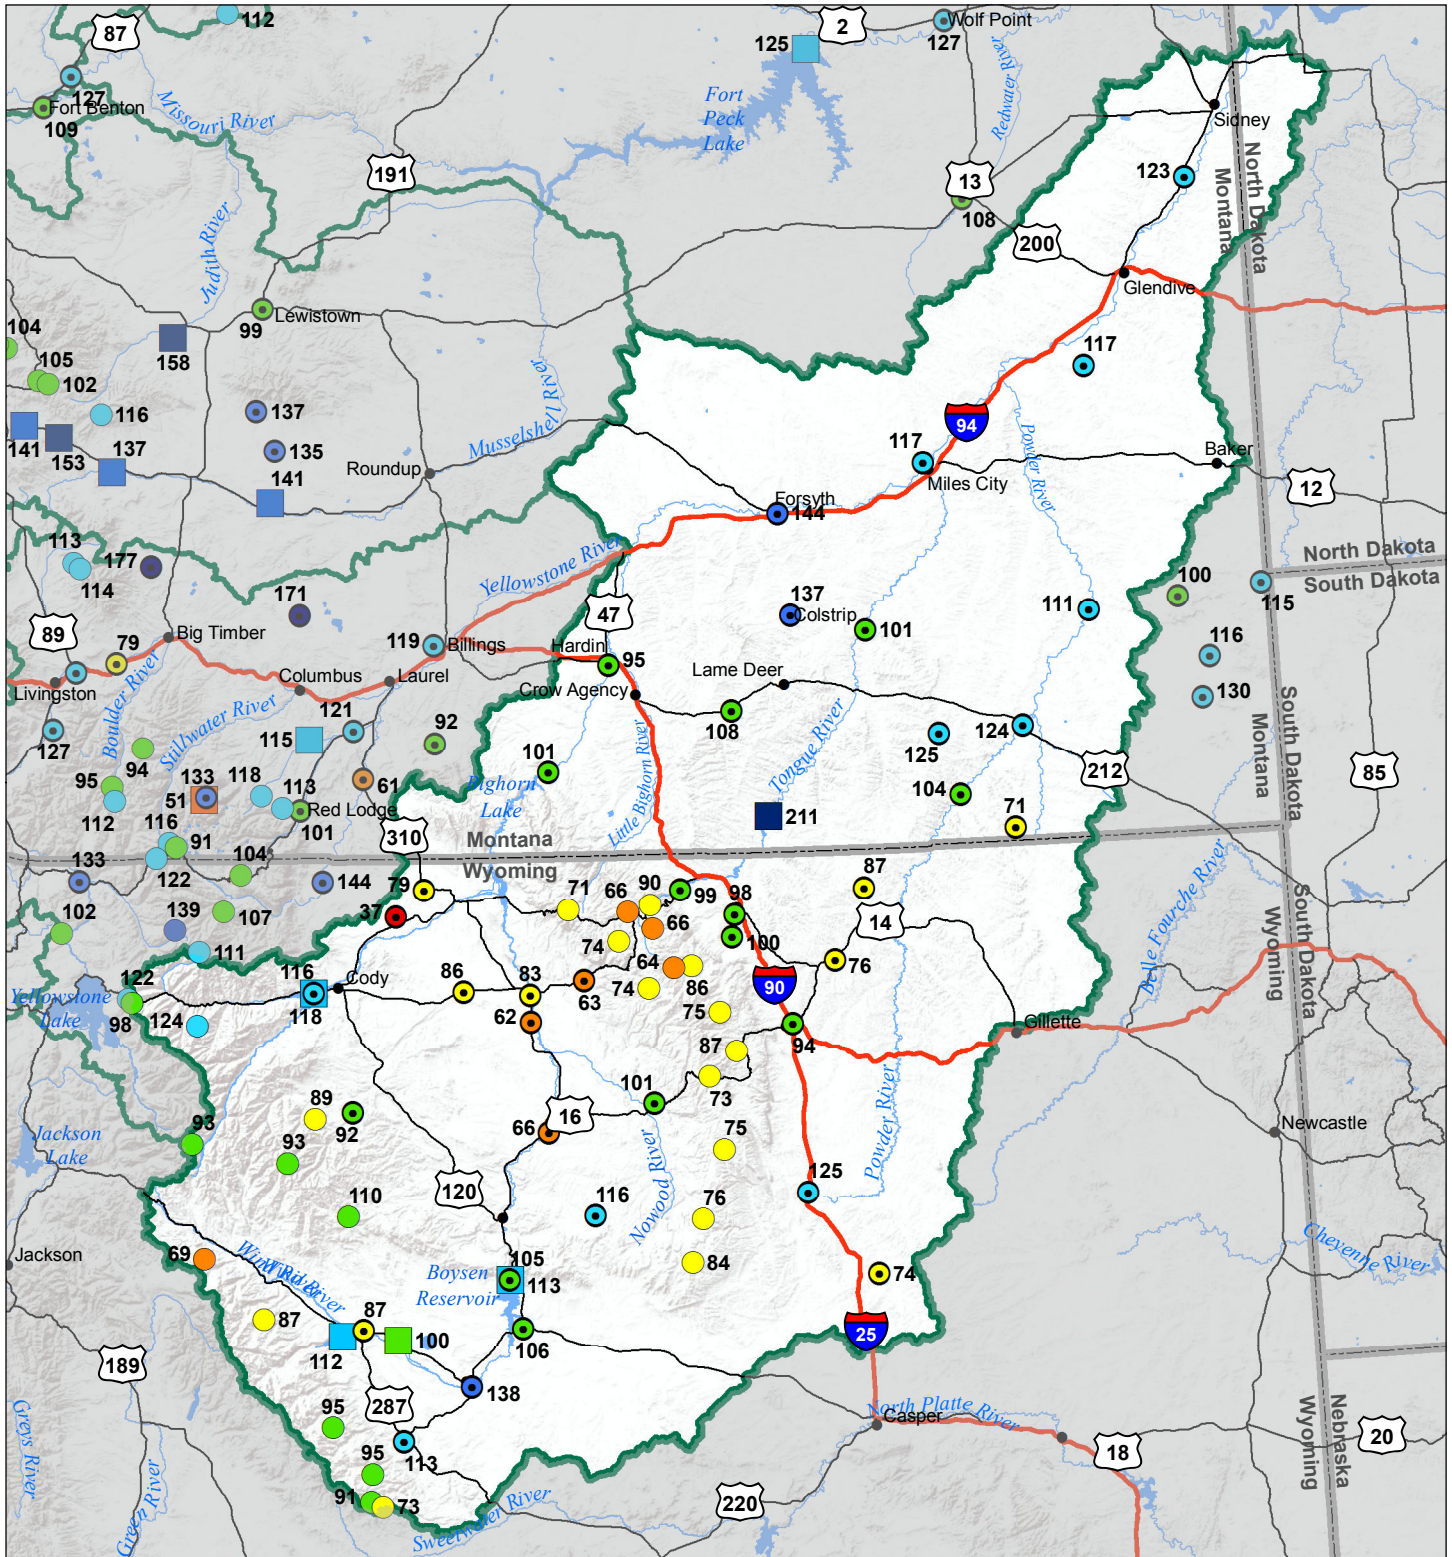 112
87
2
125
127
Wolf Point
127
Fort Benton
109
Missouri River
Fort
Peck
Lake
Redwater River
Sidney
191
13
123
North Dakota
Montana
108
Judith River
200
Glendive
104
99
Lewistown
158
105
102
117
116
137
94
141
153
137
135
Musselshell River
117
Powder River
Baker
141
Roundup
Miles City
12
Forsyth
144
113
177
114
Yellowstone River
North Dakota
South Dakota
171
47
137
Colstrip
111
100
115
89
79
Big Timber
119
Billings
Hardin
95
101
116
Livingston
Columbus
Laurel
Crow Agency
Lame Deer
130
127
Boulder River
Stillwater River
121
92
108
124
125
South Dakota
Montana
94
115
101
Little Bighorn River
Tongue River
212
85
95
112
133
51
118
113
Red Lodge
101
61
Bighorn
Lake
104
71
211
116
91
310
Montana
Wyoming
133
122
104
144
79
71
66
90
99
98
87
Belle Fourche River
South Dakota
Wyoming
102
107
37
66
14
139
74
100
111
64
76
116
Cody
86
83
63
74
86
90
Yellowstone
Lake
122
98
124
118
62
75
94
Gillette
87
101
73
89
92
16
Powder River
Newcastle
93
93
66
75
Jackson
Lake
120
125
Nowood River
110
116
76
Jackson
69
Wind River
Wind River
105
113
Boysen
Reservoir
84
74
Cheyenne River
87
87
112
100
106
25
189
138
287
Greys River
95
North Platte River
Casper
Nebraska
Wyoming
20
113
18
95
Green River
91
73
220
Sweetwater River